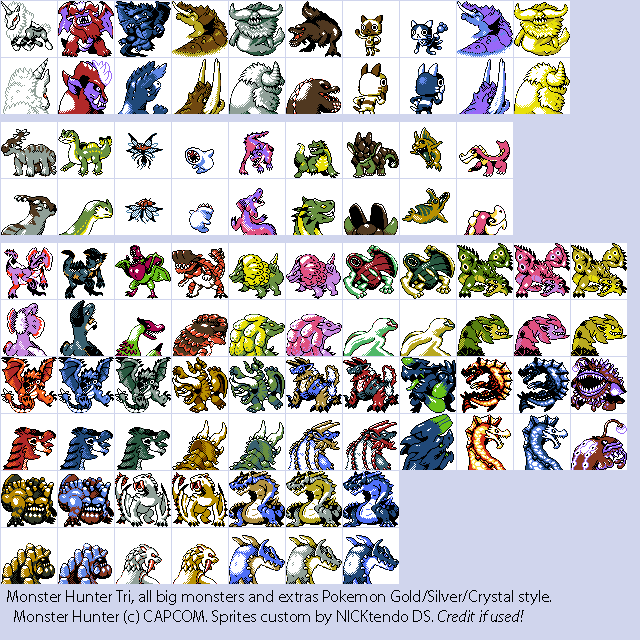 Monster Hunter Tri, all big monsters and extras Pokemon Gold/Silver/Crystal style.
Monster Hunter (c) CAPCOM. Sprites custom by NICKtendo DS. Credit if used!